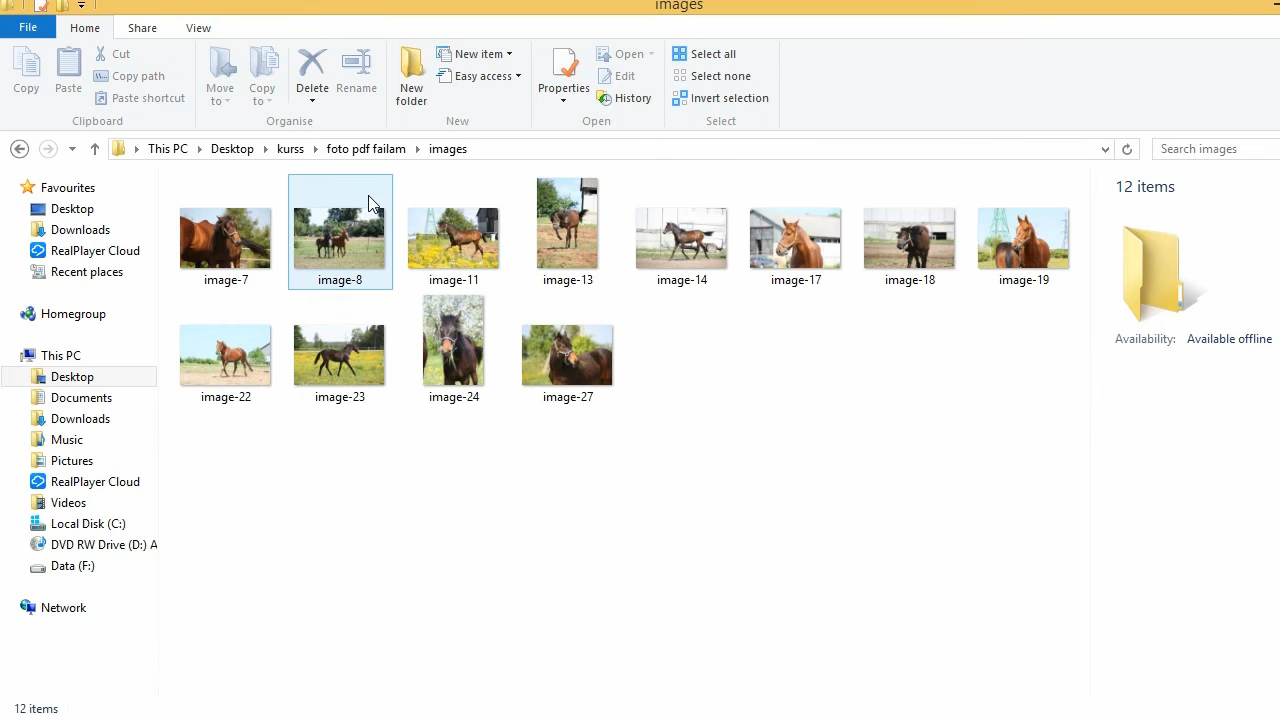 images
File Home Share View
Cut
Copy path
Paste shortcut
Copy
Paste
Clipboard
Move to
Copy to
Delete
Rename
Organise
New folder
New item
Easy access
New
Properties
Open
Edit
History
Open
Select all
Select none
Invert selection
Select
This PC Desktop kurss foto pdf failam images
Search images
Favourites
Desktop
Downloads
RealPlayer Cloud
Recent places
Homegroup
This PC
Desktop
Documents
Downloads
Music
Pictures
RealPlayer Cloud
Videos
Local Disk (C:)
DVD RW Drive (D:) A
Data (F:)
Network
image-7 image-8 image-11 image-13 image-14 image-17 image-18 image-19
image-22 image-23 image-24 image-27
12 items
Availability: Available offline
12 items